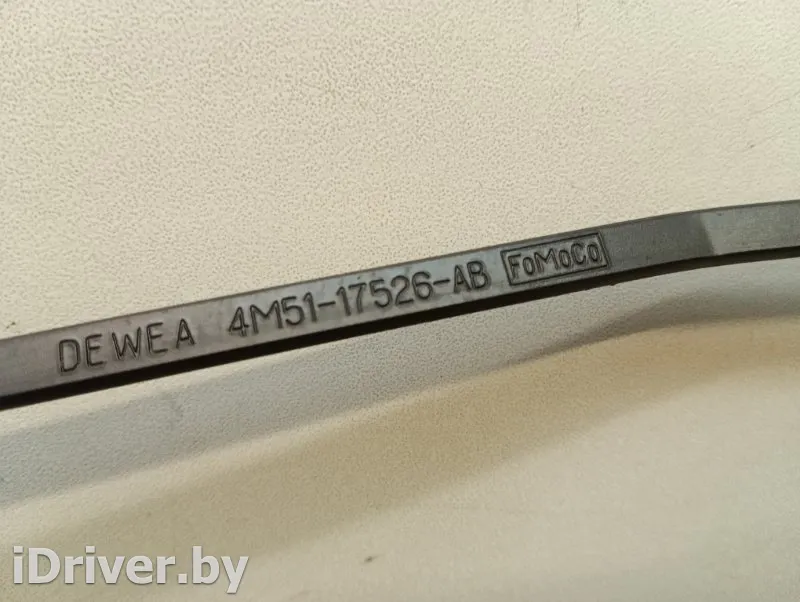 DEWEA 4M51-17526-AB FoMoCo
iDriver.by